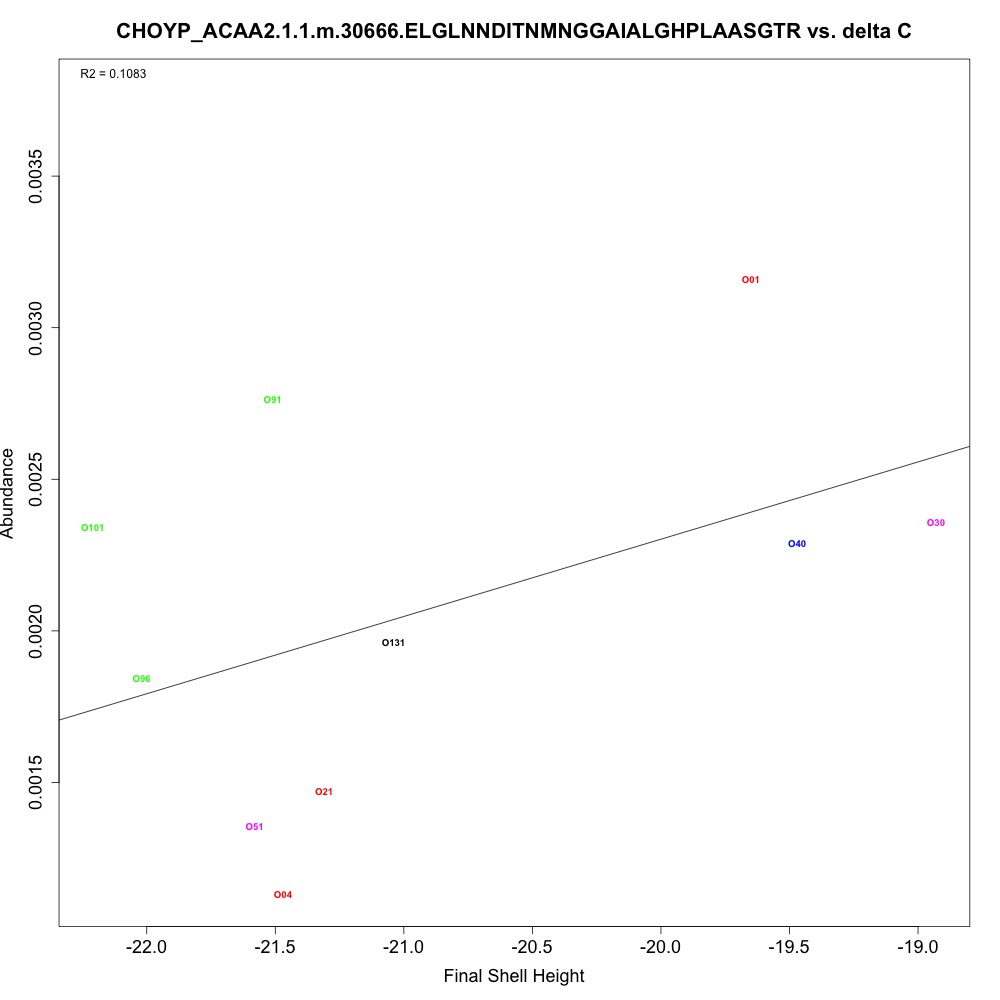 CHOYP_ACAA2.1.1.m.30666.ELGLNNDITNMNGGAIALGHPLAASGTR vs. delta C
R2 = 0.1083
0.0035
O01
0.0030
O91
Abundance
0.0025
O101
O30
O40
0.0020
O131
O96
0.0015
O21
O51
O04
-22.0 -21.5 -21.0 -20.5 -20.0 -19.5 -19.0
Final Shell Height